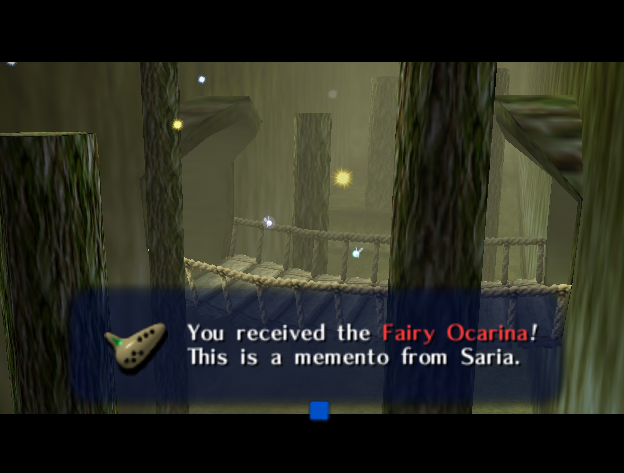 You received the Fairy Ocarina!
This is a memento from Saria.